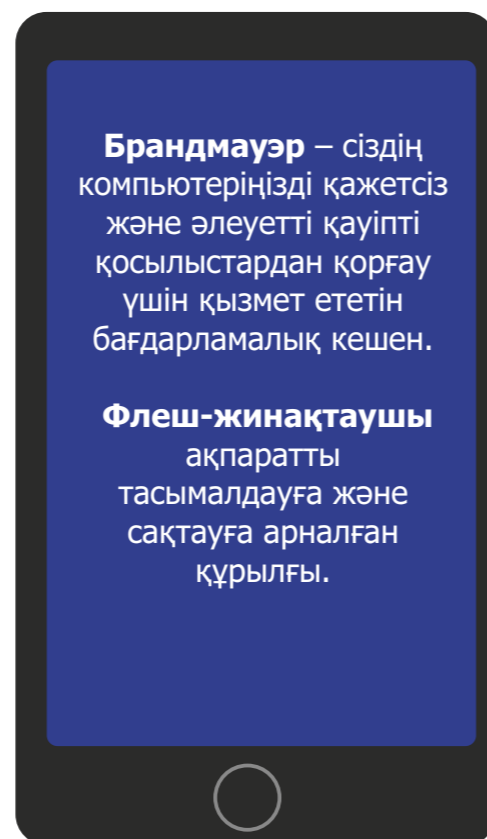 Брандмауэр – сіздің
компьютеріңізді қажетсіз
және әлеуетті қауіпті
қосылыстардан қорғау
үшін қызмет ететін
бағдарламалық кешен.
Флеш-жинақтаушы
ақпаратты
тасымалдауға және
сақтауға арналған
құрылғы.